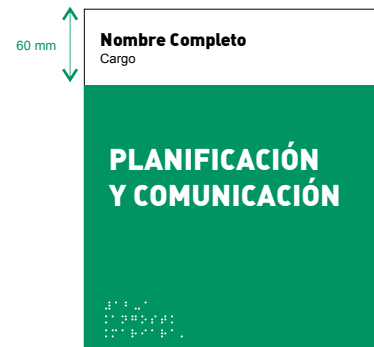 60 mm
Nombre Completo
Cargo
PLANIFICACIÓN
Y COMUNICACIÓN